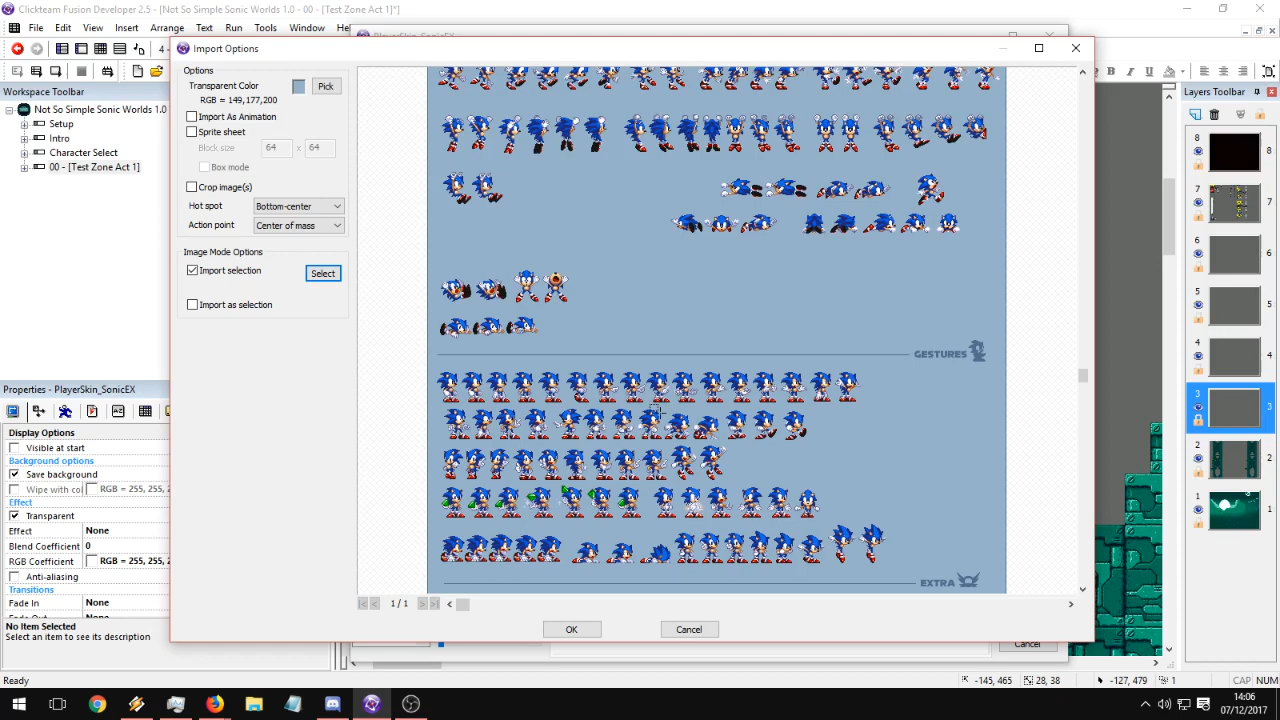 Clickteam Fusion Developer 2.5 - [Not So Simple Sonic Worlds 1.0 - 00 - [Test Zone Act 1]*]
File Edit View Insert Arrange Text Run Tools Window
Import Options
Options
Transparent Color
Pick
RGB = 149,177,200
Import As Animation
Sprite sheet
Block size 64 x 64
Box mode
Crop image(s)
Hot spot Bottom-center
Action point Center of mass
Image Mode Options
Import selection
Select
Import as selection
GESTURES
EXTRA
1 / 1
OK
Cancel
Cancel
Workspace Toolbar
Not So Simple Sonic Worlds 1.0
Setup
Intro
Character Select
00 - [Test Zone Act 1]
Properties - PlayerSkin_SonicEX
Display Options
Visible at start
Background options
Save background
Wipe with col RGB = 255, 255, 2
Effect
Transparent
Effect None
Blend Coefficient 0
RGB Coefficient RGB = 255, 255, 2
Anti-aliasing
Transitions
Fade In None
No Item Selected
Select an item to see its description
Layers Toolbar
8
8
7
7
6
6
5
5
4
4
3
3
2
2
1
1
B I U
Ready
-145, 465
28, 38
-127, 479
1
CAP
NUM
14:06
07/12/2017